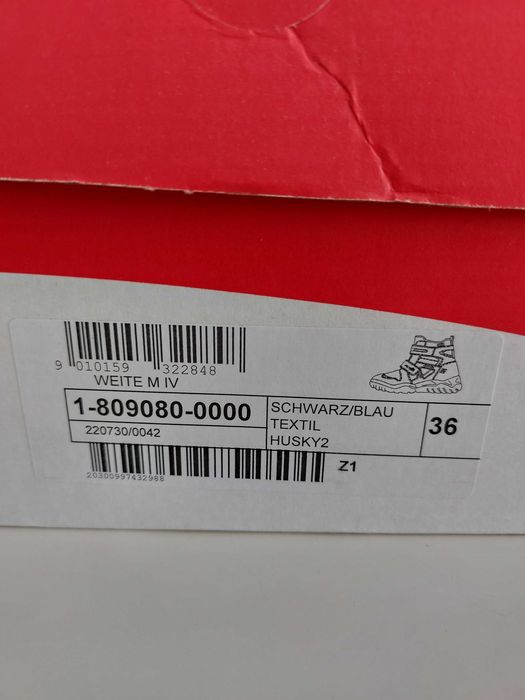 9 010159 322848
WEITE M IV
1-809080-0000
220730/0042
SCHWARZ/BLAU
TEXTIL
HUSKY2
36
Z1
20300997432988